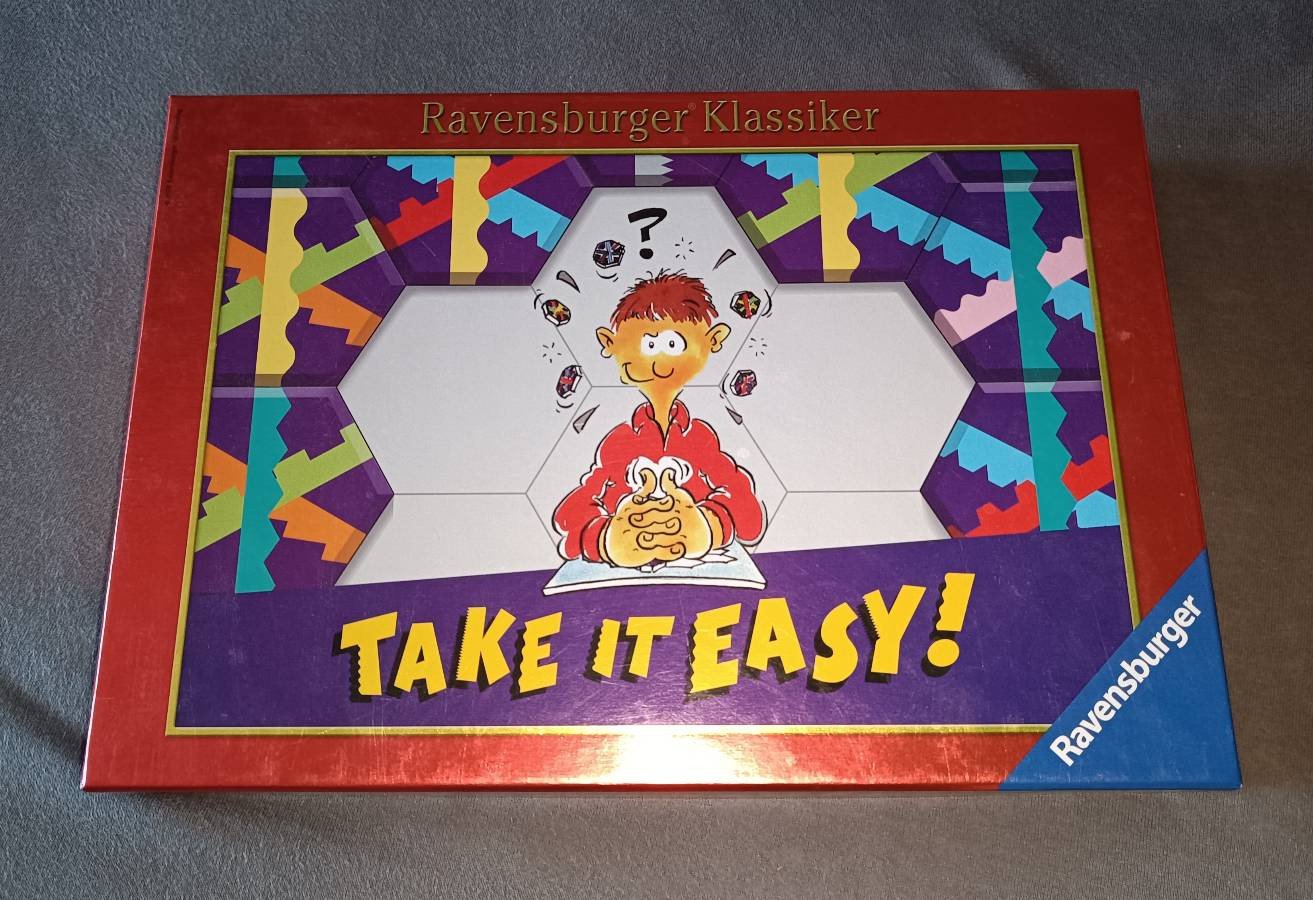 Ravensburger® Klassiker
?
TAKE IT EASY!
Ravensburger